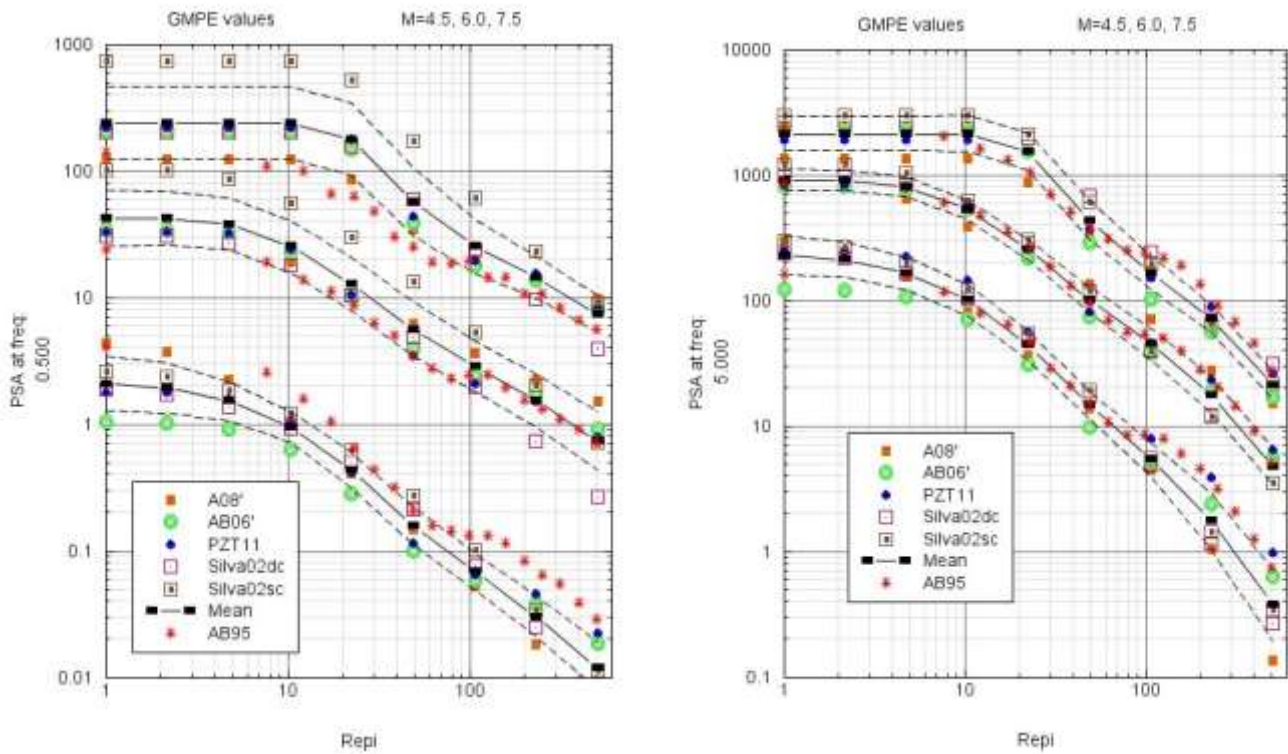 GMPE values M=4.5, 6.0, 7.5
1000
100
10
1
0.1
0.01
PSA at freq:
0.500
A08'
AB06'
PZT11
Silva02dc
Silva02sc
Mean
AB95
1 10 100
Repi
GMPE values M=4.5, 6.0, 7.5
10000
1000
100
10
1
0.1
PSA at freq:
5.000
A08'
AB06'
PZT11
Silva02dc
Silva02sc
Mean
AB95
1 10 100
Repi